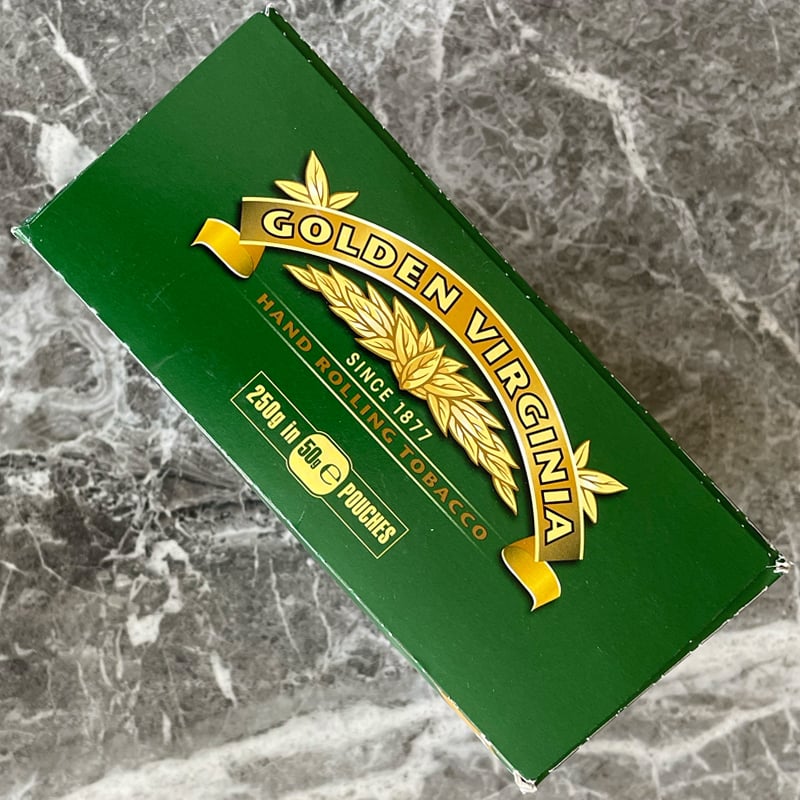 GOLDEN VIRGINIA
SINCE 1877
HAND ROLLING TOBACCO
250g in 50g e POUCHES